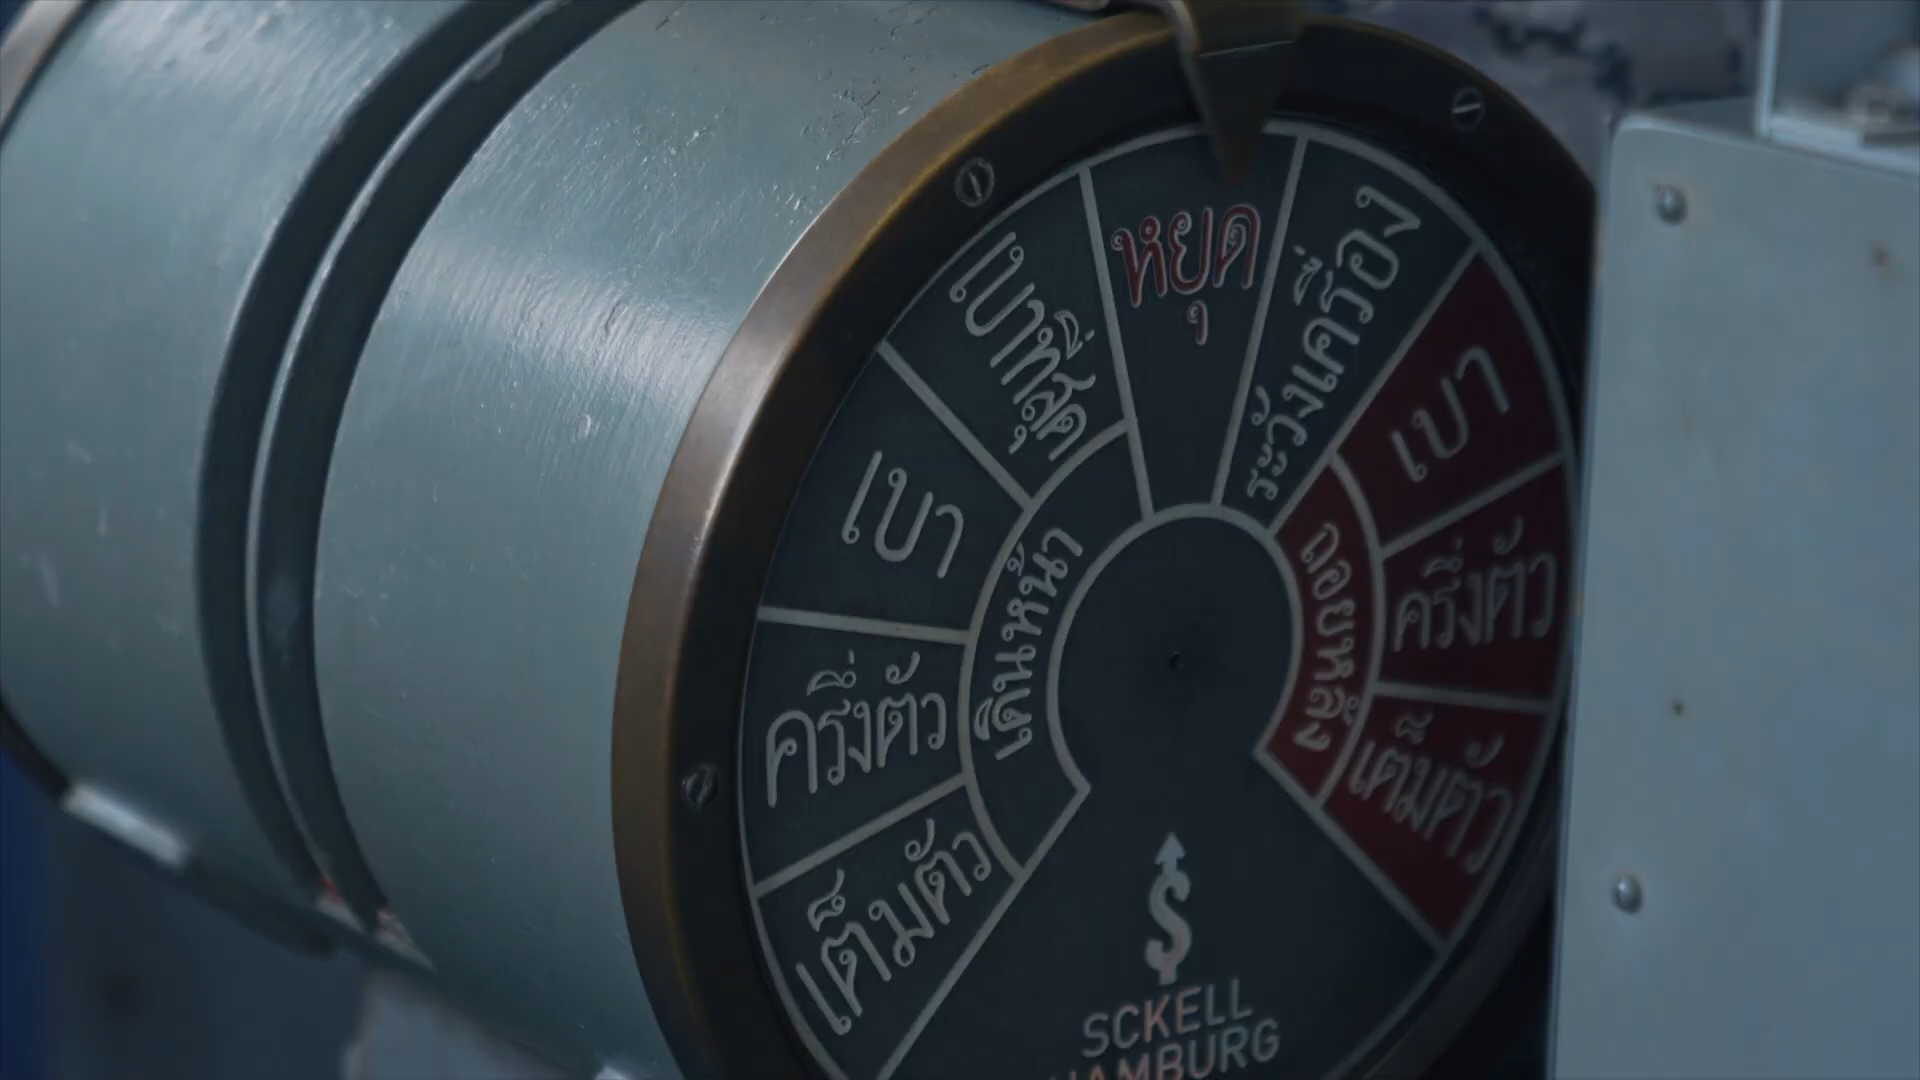 หยุด
ระวังเครื่อง
เบาที่สุด
เบา
ครึ่งตัว
เต็มตัว
เดินหน้า
เบา
ครึ่งตัว
เต็มตัว
ถอยหลัง
SCKELL
HAMBURG